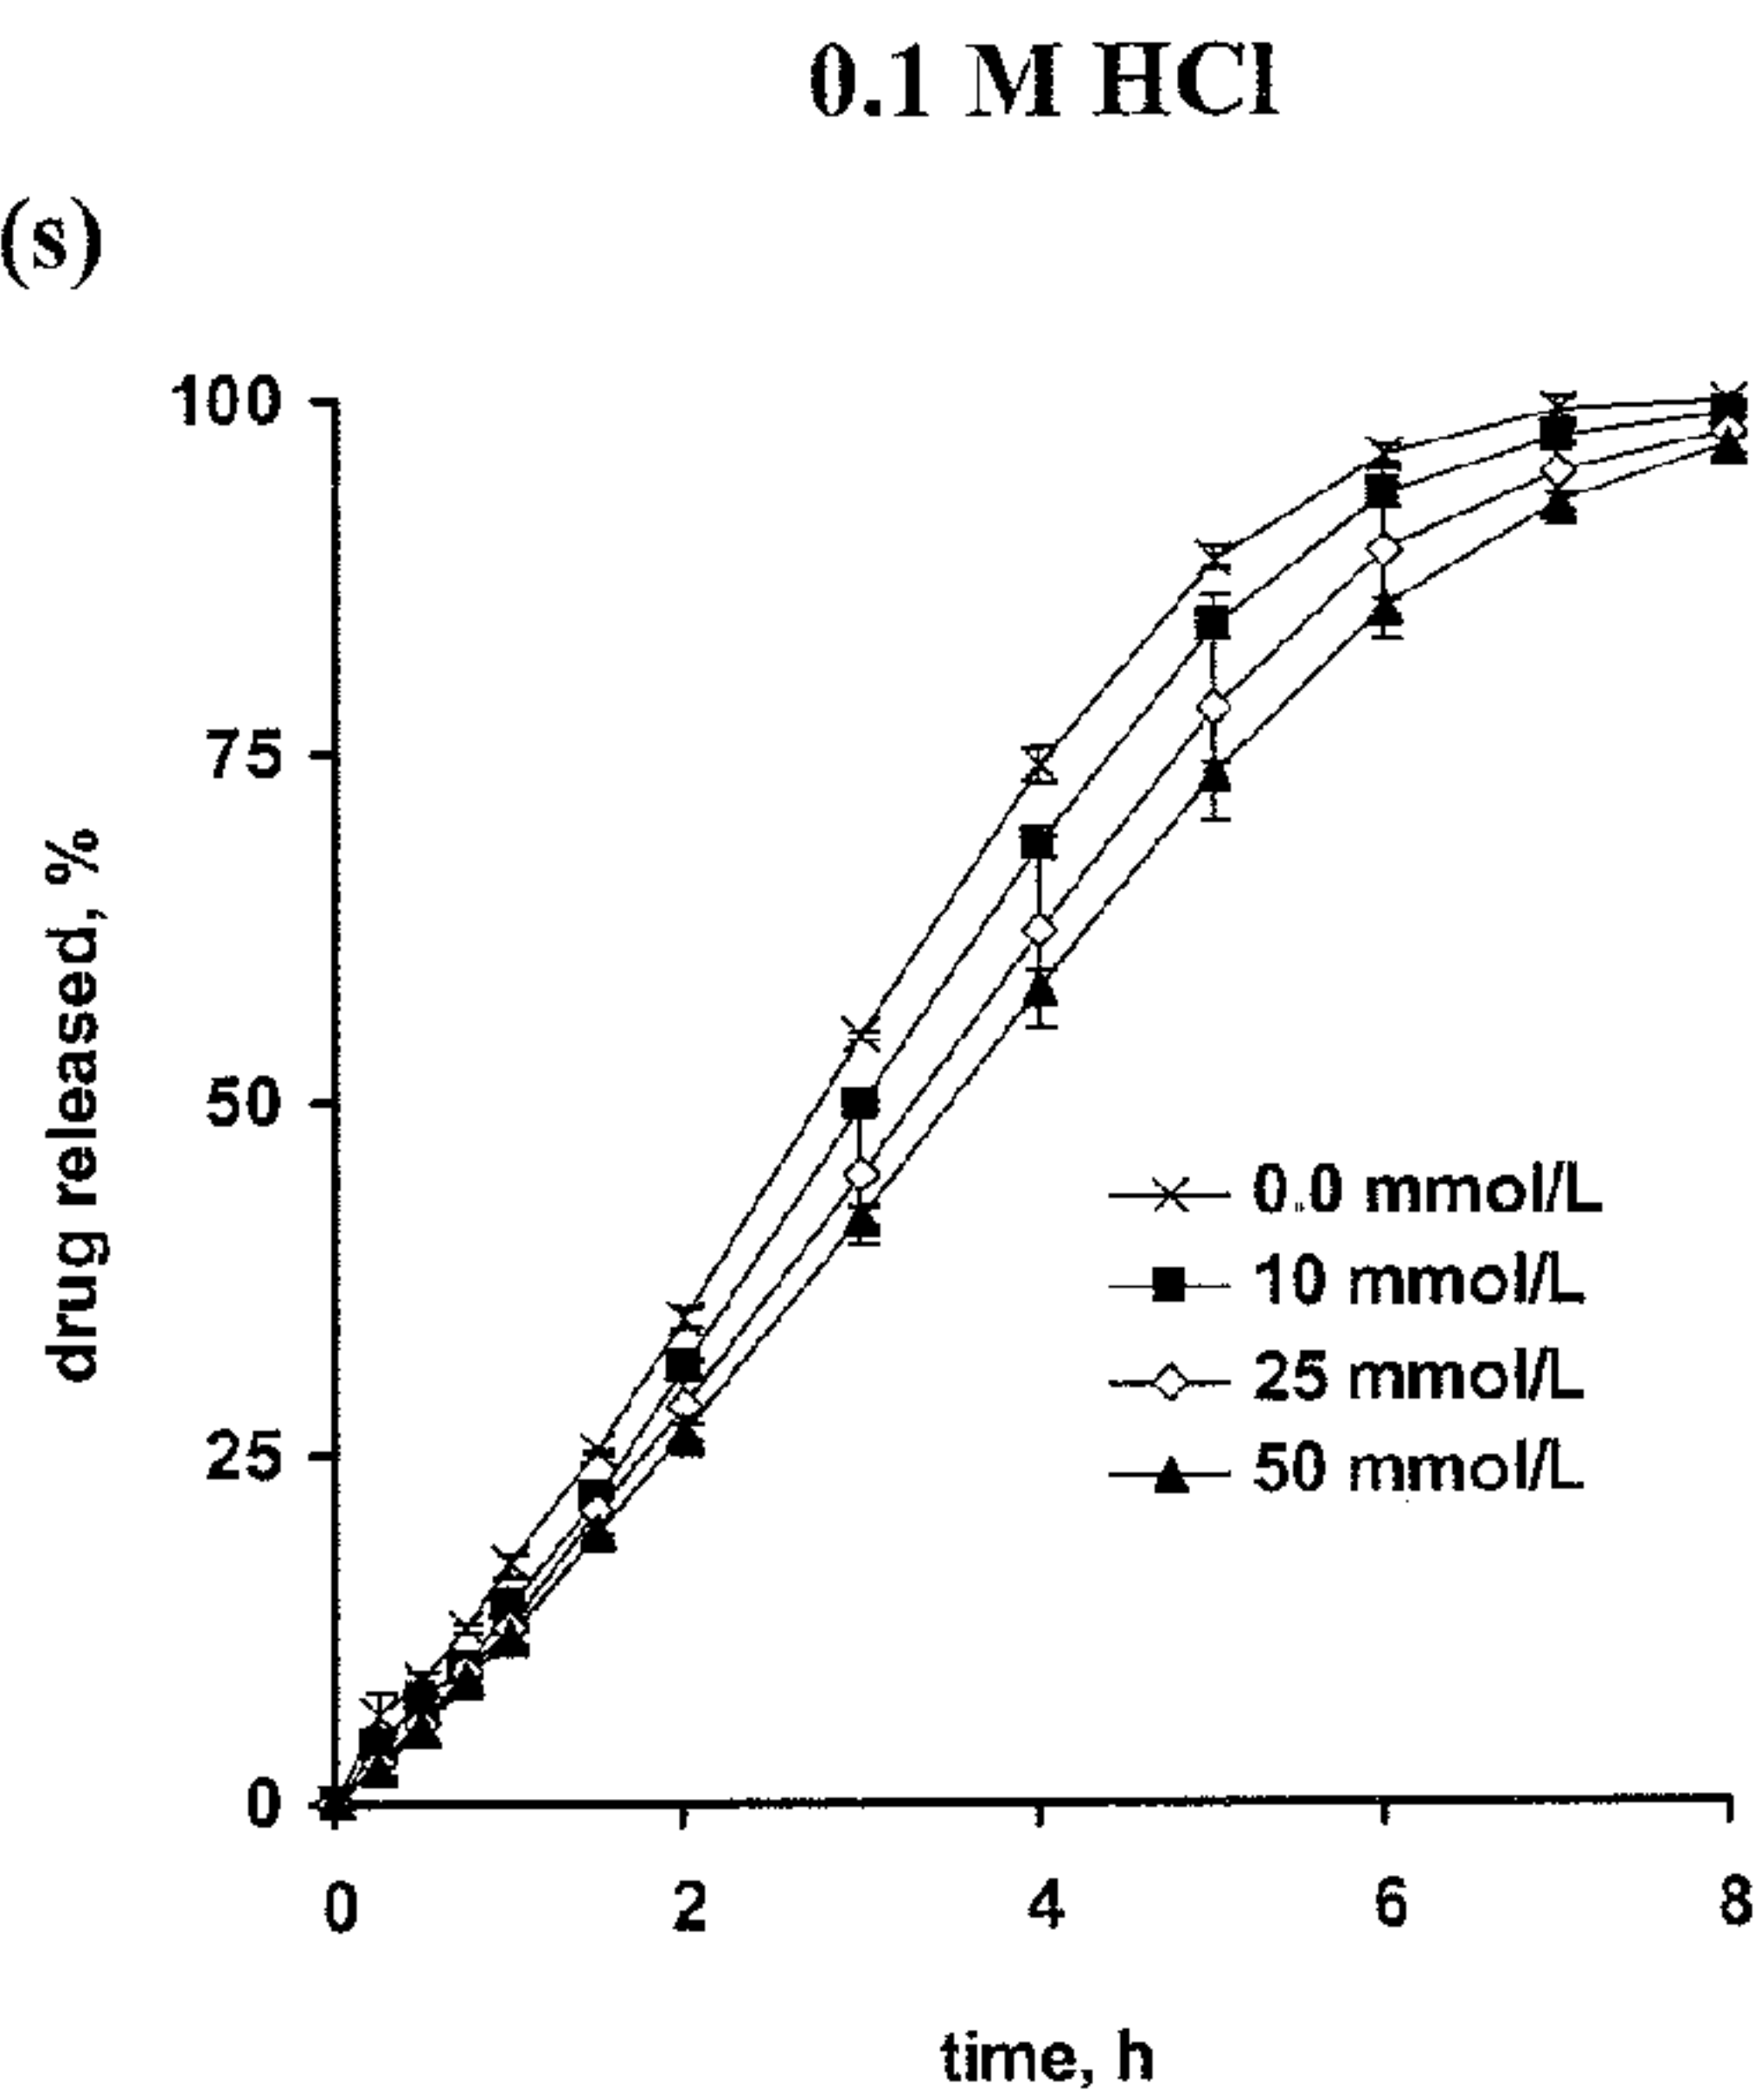 0.1 M HCl
(s)
100
75
50
25
0
drug released, %
0.0 mmol/L
10 mmol/L
25 mmol/L
50 mmol/L
0 2 4 6 8
time, h